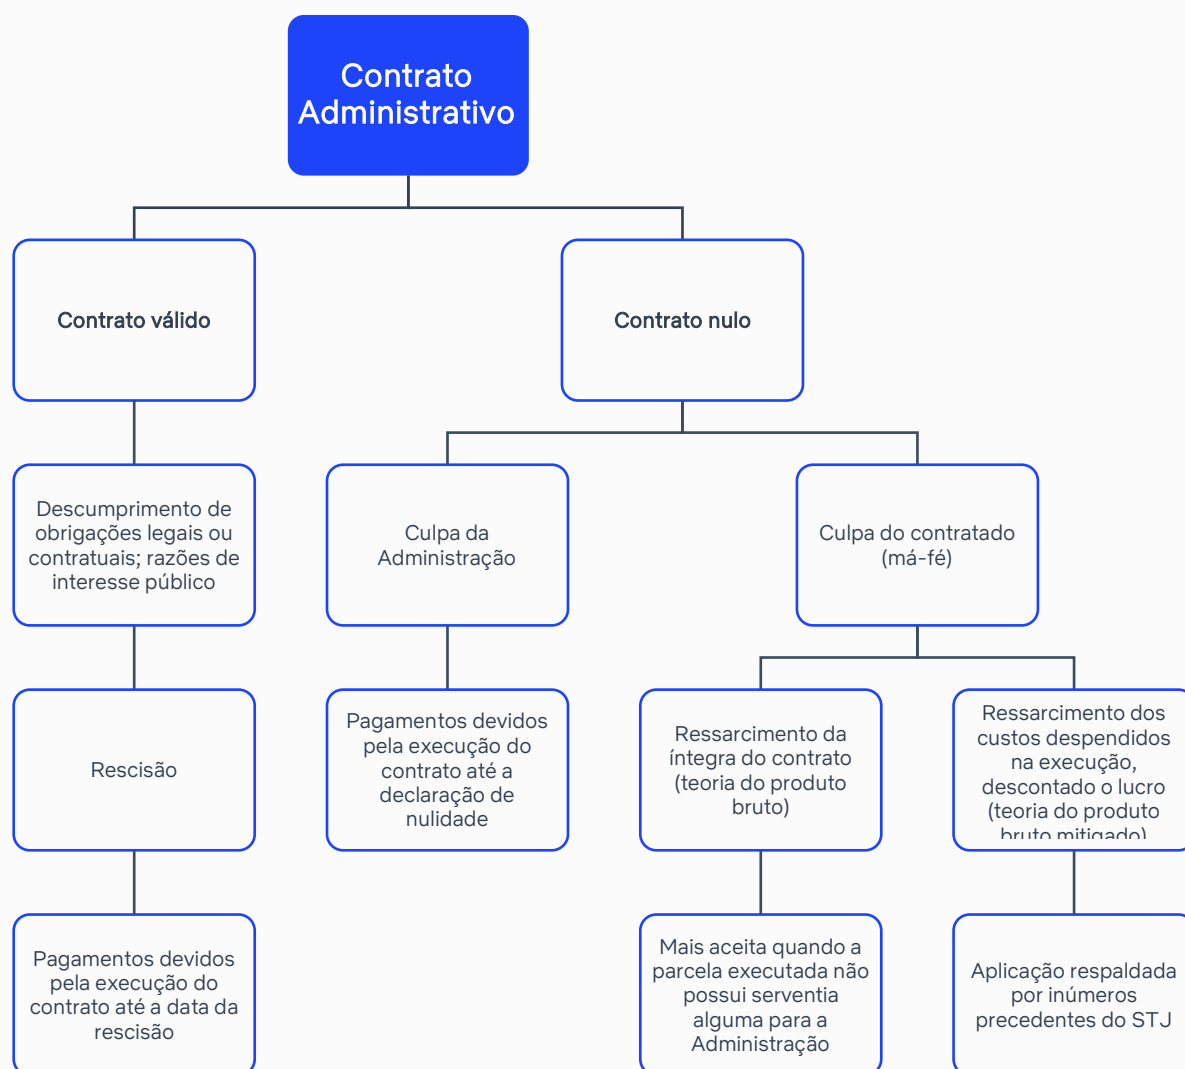 Contrato
Administrativo
Contrato válido
Contrato nulo
Descumprimento de
obrigações legais ou
contratuais; razões de
interesse público
Culpa da
Administração
Culpa do contratado
(má-fé)
Rescisão
Pagamentos devidos
pela execução do
contrato até a
declaração de
nulidade
Ressarcimento da
íntegra do contrato
(teoria do produto
bruto)
Ressarcimento dos
custos despendidos
na execução,
descontado o lucro
(teoria do produto
bruto mitigado)
Pagamentos devidos
pela execução do
contrato até a data da
rescisão
Mais aceita quando a
parcela executada não
possui serventia
alguma para a
Administração
Aplicação respaldada
por inúmeros
precedentes do STJ